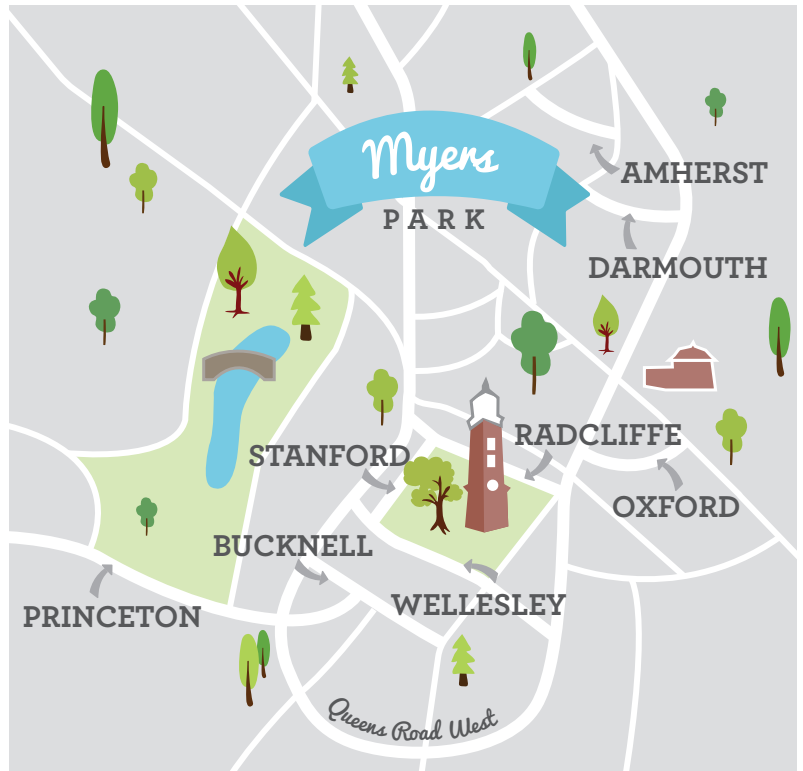 Myers
PARK
AMHERST
DARMOUTH
RADCLIFFE
STANFORD
OXFORD
BUCKNELL
WELLESLEY
PRINCETON
Queens Road West